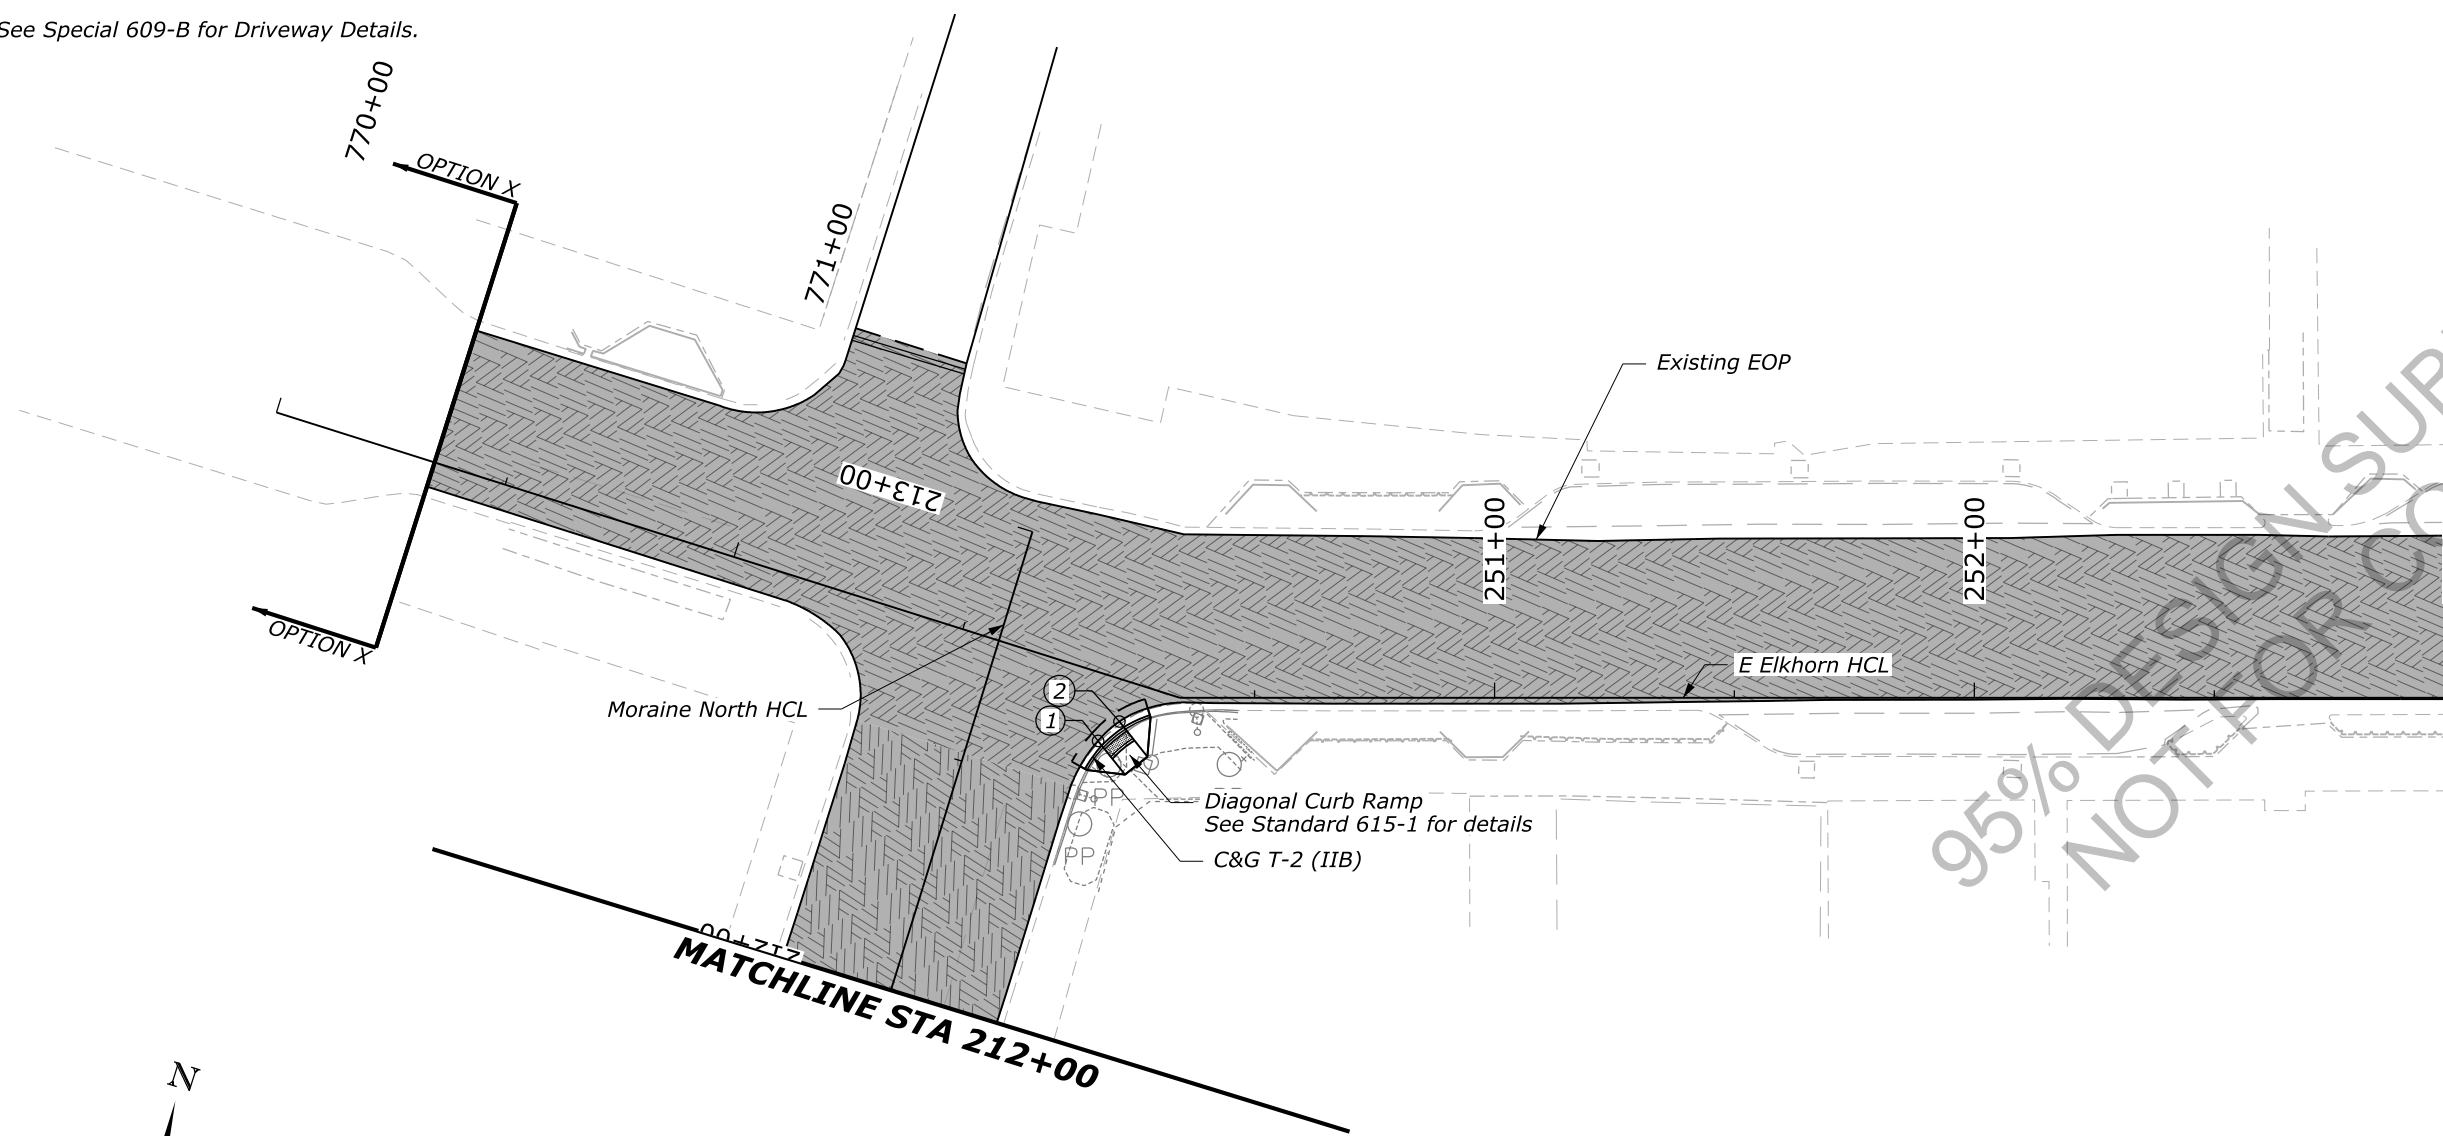 See Special 609-B for Driveway Details.
770+00
OPTION X
771+00
Existing EOP
213+00
251+00
252+00
OPTION X
E Elkhorn HCL
Moraine North HCL
2
1
PP
Diagonal Curb Ramp
See Standard 615-1 for details
PP
C&G T-2 (IIB)
212+00
MATCHLINE STA 212+00
N
95% DESIGN
NOT FOR